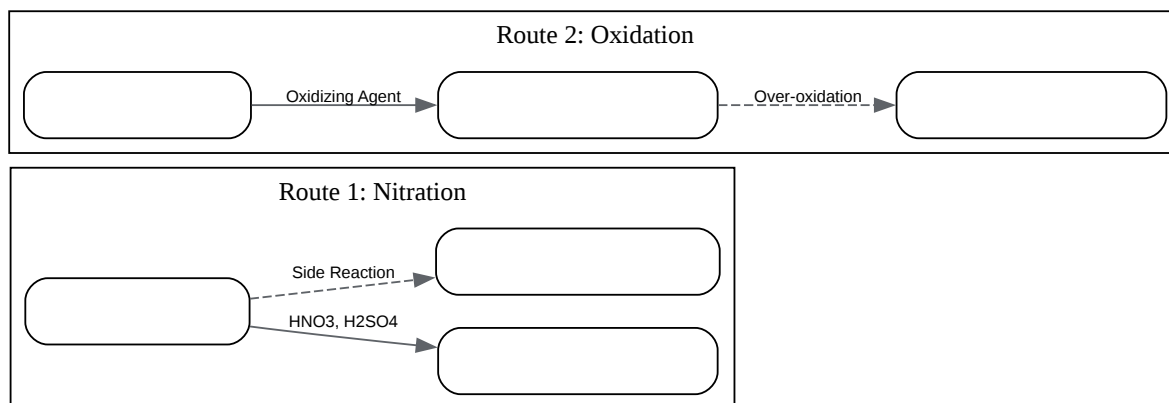 Route 2: Oxidation
Oxidizing Agent
Over-oxidation
Route 1: Nitration
Side Reaction
HNO3, H2SO4